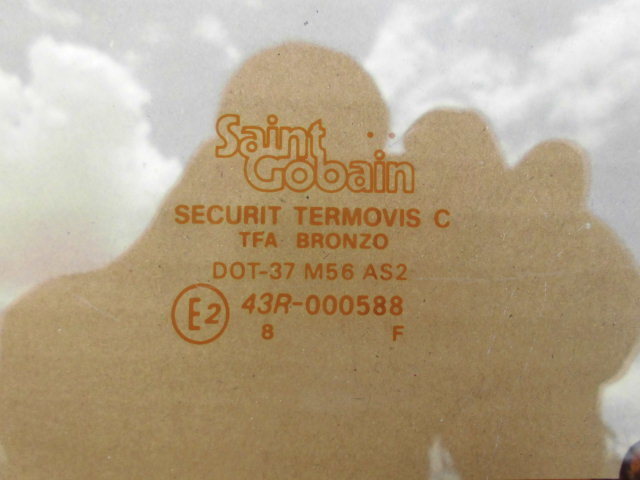 Saint
Gobain
SECURIT TERMOVIS C
TFA BRONZO
DOT-37 M56 AS2
E2 43R-000588
8 F